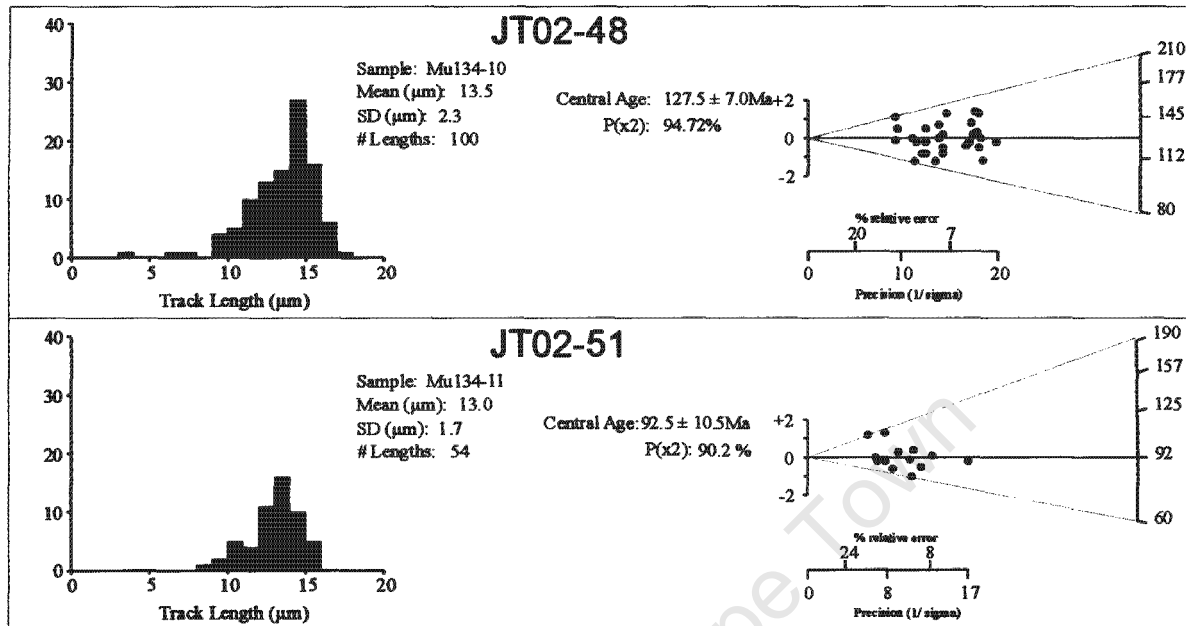 JT02-48
40
30
20
10
0
0 5 10 15 20
Track Length (µm)
Sample: Mu134-10
Mean (µm): 13.5
SD (µm): 2.3
# Lengths: 100
Central Age: 127.5 ± 7.0Ma
P(x2): 94.72%
+2
0
-2
210
177
145
112
80
% relative error
20 7
0 10 20
Precision (1/ sigma)
JT02-51
40
30
20
10
0
0 5 10 15 20
Track Length (µm)
Sample: Mu134-11
Mean (µm): 13.0
SD (µm): 1.7
# Lengths: 54
Central Age: 92.5 ± 10.5Ma
P(x2): 90.2 %
+2
0
-2
190
157
125
92
60
% relative error
24 8
0 8 17
Precision (1/ sigma)
Town